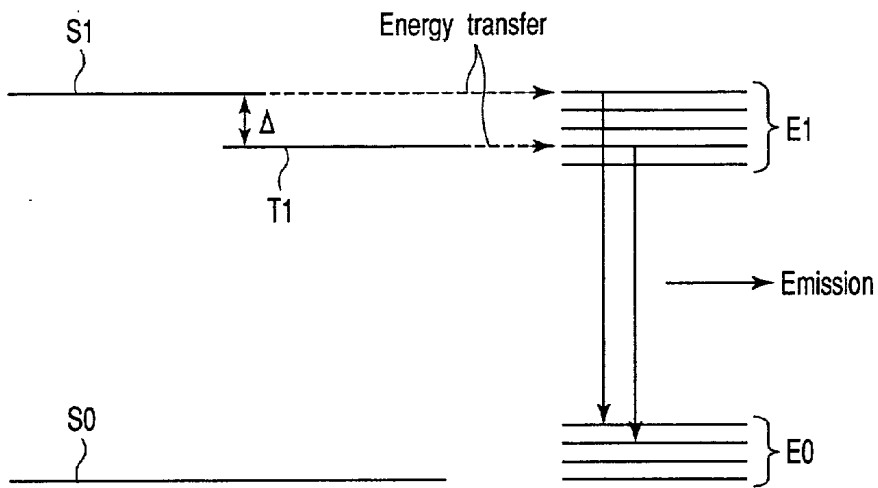 S1
Energy transfer
Δ
E1
T1
Emission
S0
E0